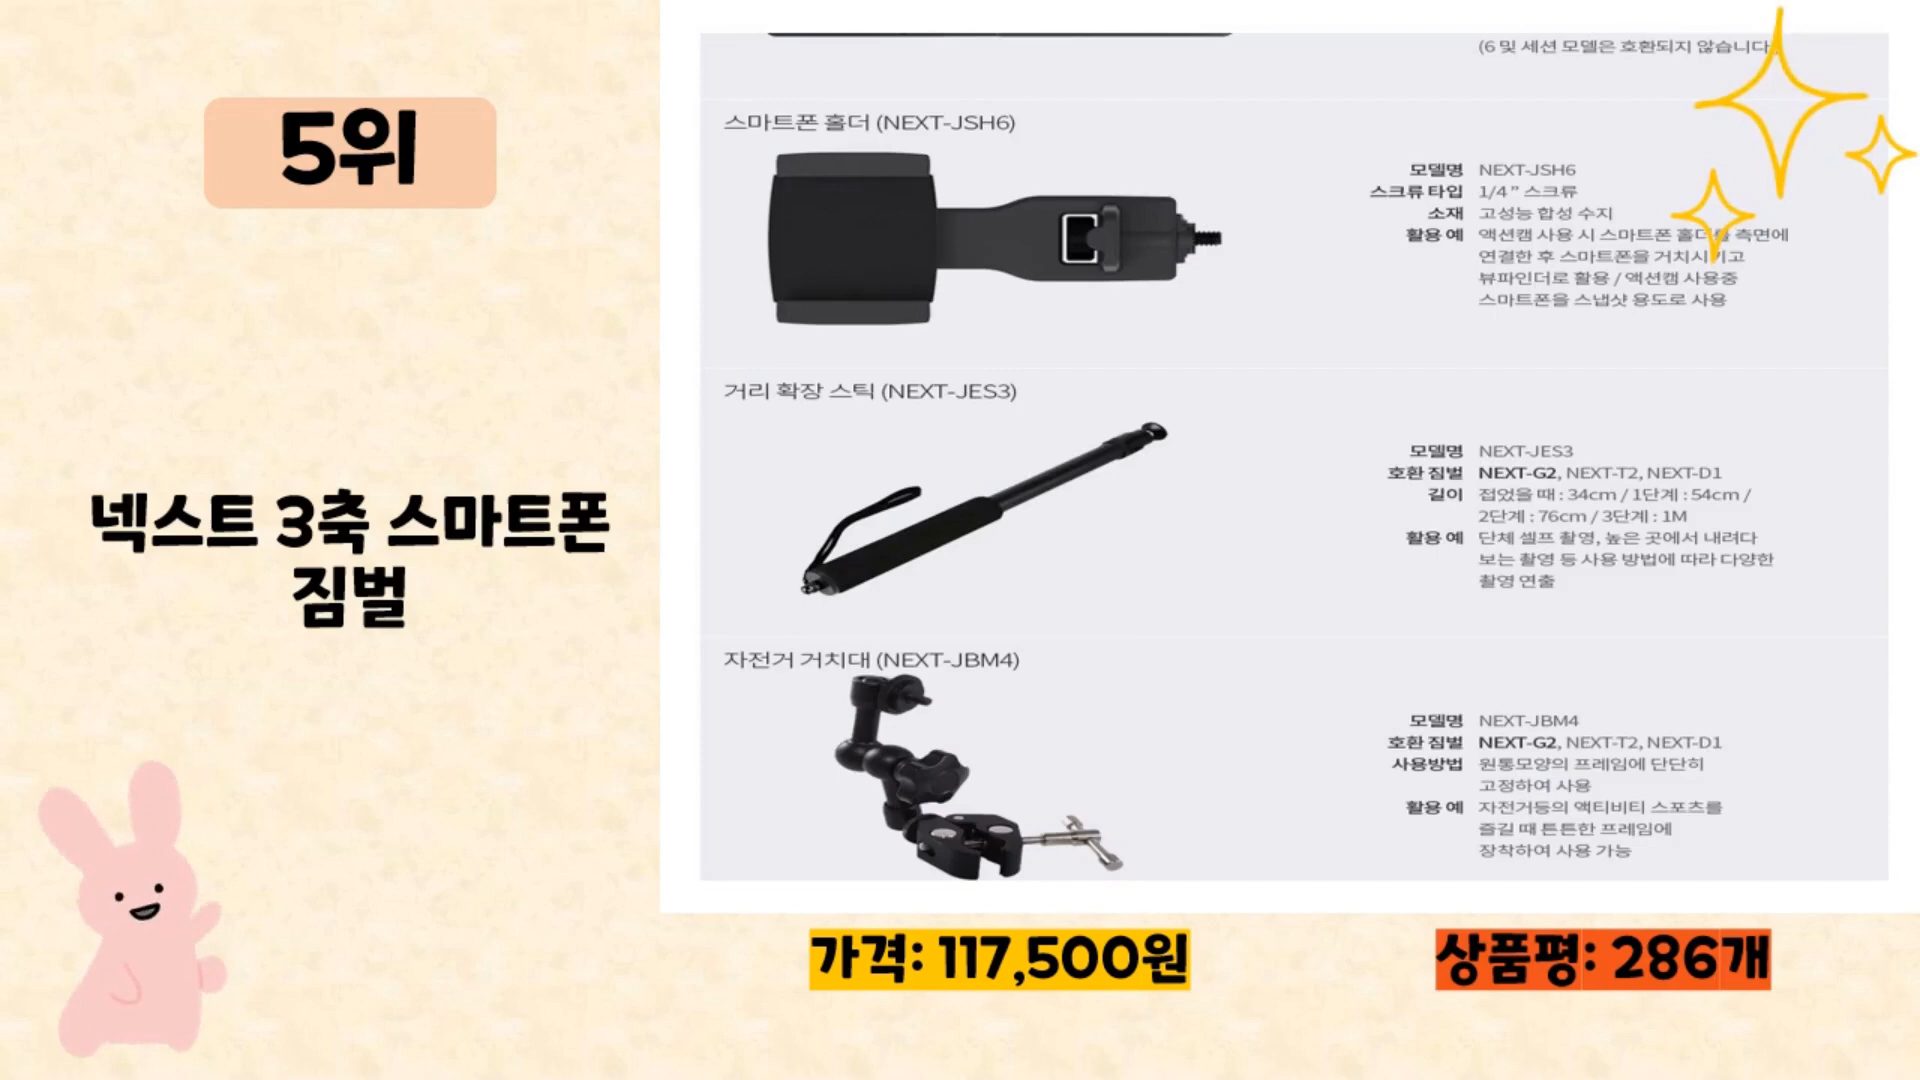 5위
넥스트 3축 스마트폰
짐벌
(6 및 세션 모델은 호환되지 않습니다
스마트폰 홀더 (NEXT-JSH6)
모델명 NEXT-JSH6
스크류 타입 1/4 ” 스크류
소재 고성능 합성 수지
활용 예 액션캠 사용 시 스마트폰 홀더를 측면에
연결한 후 스마트폰을 거치시키고
뷰파인더로 활용 / 액션캠 사용중
스마트폰을 스냅샷 용도로 사용
거리 확장 스틱 (NEXT-JES3)
모델명 NEXT-JES3
호환 짐벌 NEXT-G2, NEXT-T2, NEXT-D1
길이 접었을 때 : 34cm / 1단계 : 54cm /
2단계 : 76cm / 3단계 : 1M
활용 예 단체 셀프 촬영, 높은 곳에서 내려다
보는 촬영 등 사용 방법에 따라 다양한
촬영 연출
자전거 거치대 (NEXT-JBM4)
모델명 NEXT-JBM4
호환 짐벌 NEXT-G2, NEXT-T2, NEXT-D1
사용방법 원통모양의 프레임에 단단히
고정하여 사용
활용 예 자전거등의 액티비티 스포츠를
즐길 때 튼튼한 프레임에
장착하여 사용 가능
가격: 117,500원
상품평: 286개